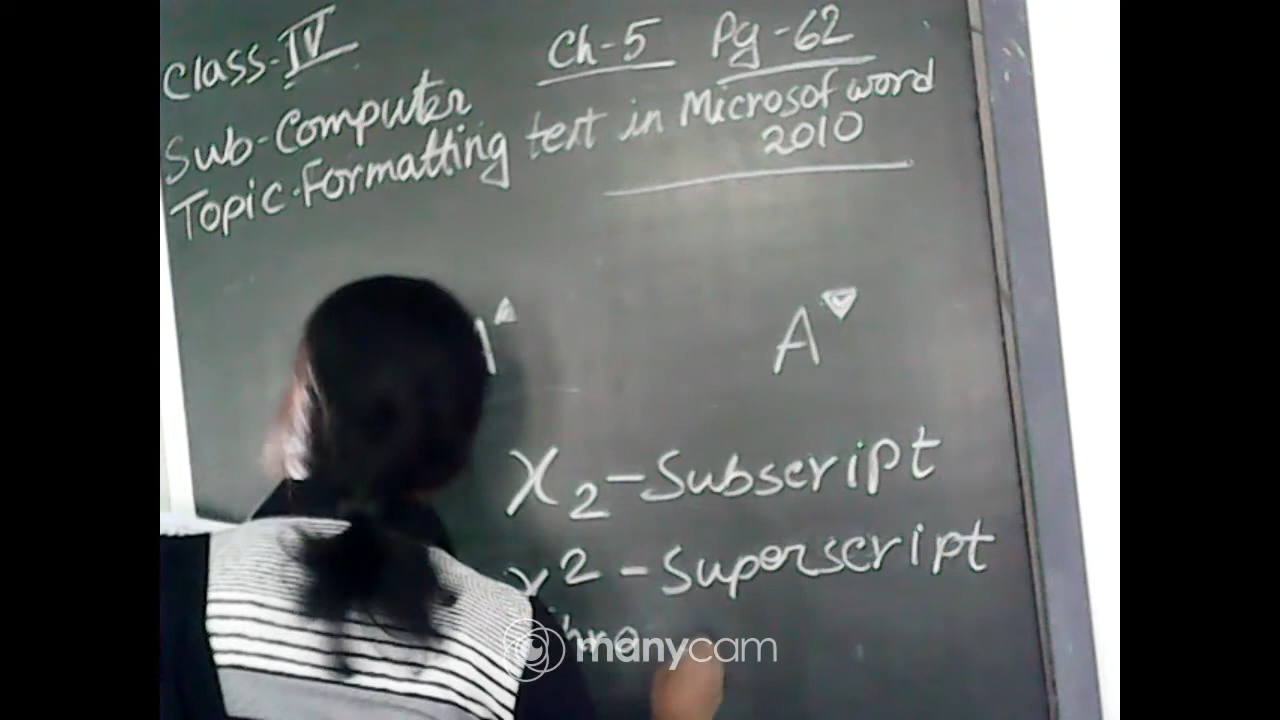 Class-IV
Ch-5 Pg-62
Sub-Computer
Topic-Formatting text in Microsof word
2010
A▼
X₂-Subscript
x²-Superscript
manycam